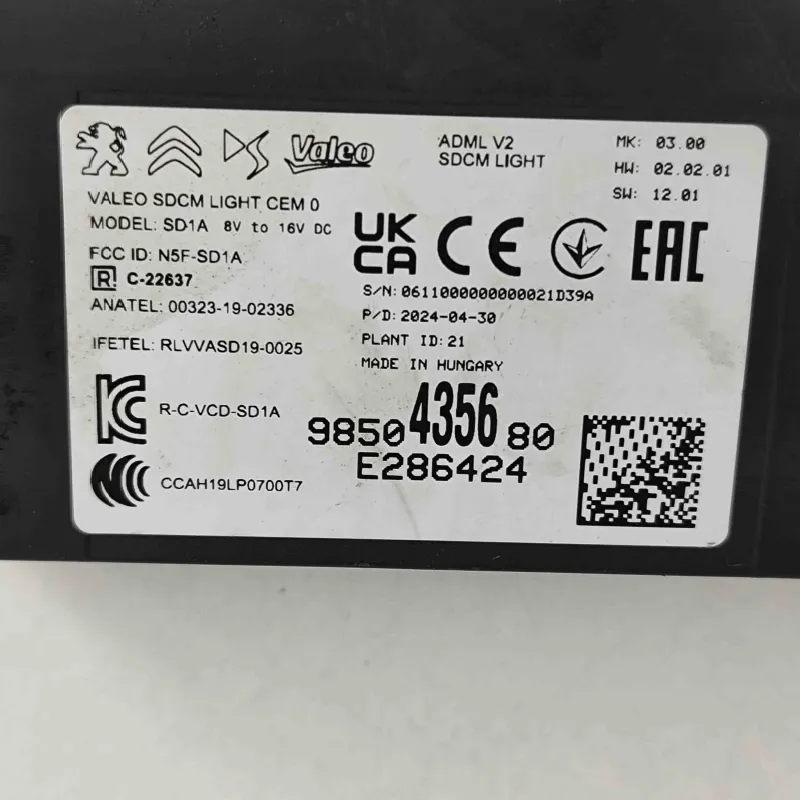 Valeo
ADML V2
SDCM LIGHT
MK: 03.00
HW: 02.02.01
SW: 12.01
VALEO SDCM LIGHT CEM 0
MODEL: SD1A 8V to 16V DC
FCC ID: N5F-SD1A
R C-22637
ANATEL: 00323-19-02336
IFETEL: RLVVASD19-0025
UK
CA
CE
EAC
S/N: 0611000000000021D39A
P/D: 2024-04-30
PLANT ID: 21
MADE IN HUNGARY
R-C-VCD-SD1A
CCAH19LP0700T7
98504 4356 80
E286424